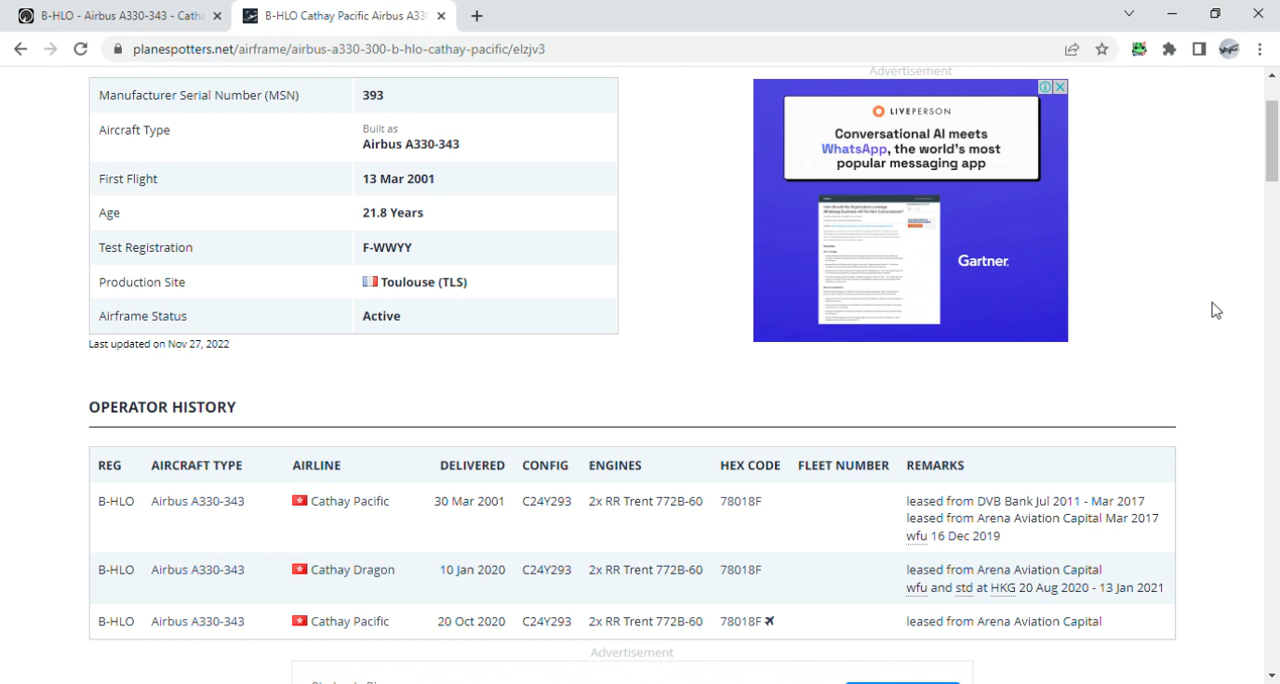 B-HLO - Airbus A330-343 - Catha
B-HLO Cathay Pacific Airbus A33
planespotters.net/airframe/airbus-a330-300-b-hlo-cathay-pacific/elzjv3
Advertisement
Manufacturer Serial Number (MSN) 393
Aircraft Type Built as
Airbus A330-343
First Flight 13 Mar 2001
Age 21.8 Years
Test Registration F-WWYY
Production Site Toulouse (TLS)
Airframe Status Active
Last updated on Nov 27, 2022
LIVEPERSON
Conversational AI meets
WhatsApp, the world's most
popular messaging app
Gartner.
OPERATOR HISTORY
REG AIRCRAFT TYPE AIRLINE DELIVERED CONFIG ENGINES HEX CODE FLEET NUMBER REMARKS
B-HLO Airbus A330-343 Cathay Pacific 30 Mar 2001 C24Y293 2x RR Trent 772B-60 78018F leased from DVB Bank Jul 2011 - Mar 2017
leased from Arena Aviation Capital Mar 2017
wfu 16 Dec 2019
B-HLO Airbus A330-343 Cathay Dragon 10 Jan 2020 C24Y293 2x RR Trent 772B-60 78018F leased from Arena Aviation Capital
wfu and std at HKG 20 Aug 2020 - 13 Jan 2021
B-HLO Airbus A330-343 Cathay Pacific 20 Oct 2020 C24Y293 2x RR Trent 772B-60 78018F leased from Arena Aviation Capital
Advertisement